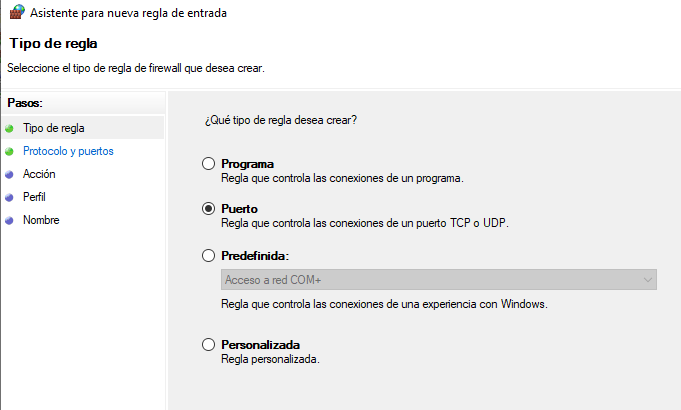 Asistente para nueva regla de entrada
Tipo de regla
Seleccione el tipo de regla de firewall que desea crear.
Pasos:
Tipo de regla
Protocolo y puertos
Acción
Perfil
Nombre
¿Qué tipo de regla desea crear?
Programa
Regla que controla las conexiones de un programa.
Puerto
Regla que controla las conexiones de un puerto TCP o UDP.
Predefinida:
Acceso a red COM+
Regla que controla las conexiones de una experiencia con Windows.
Personalizada
Regla personalizada.